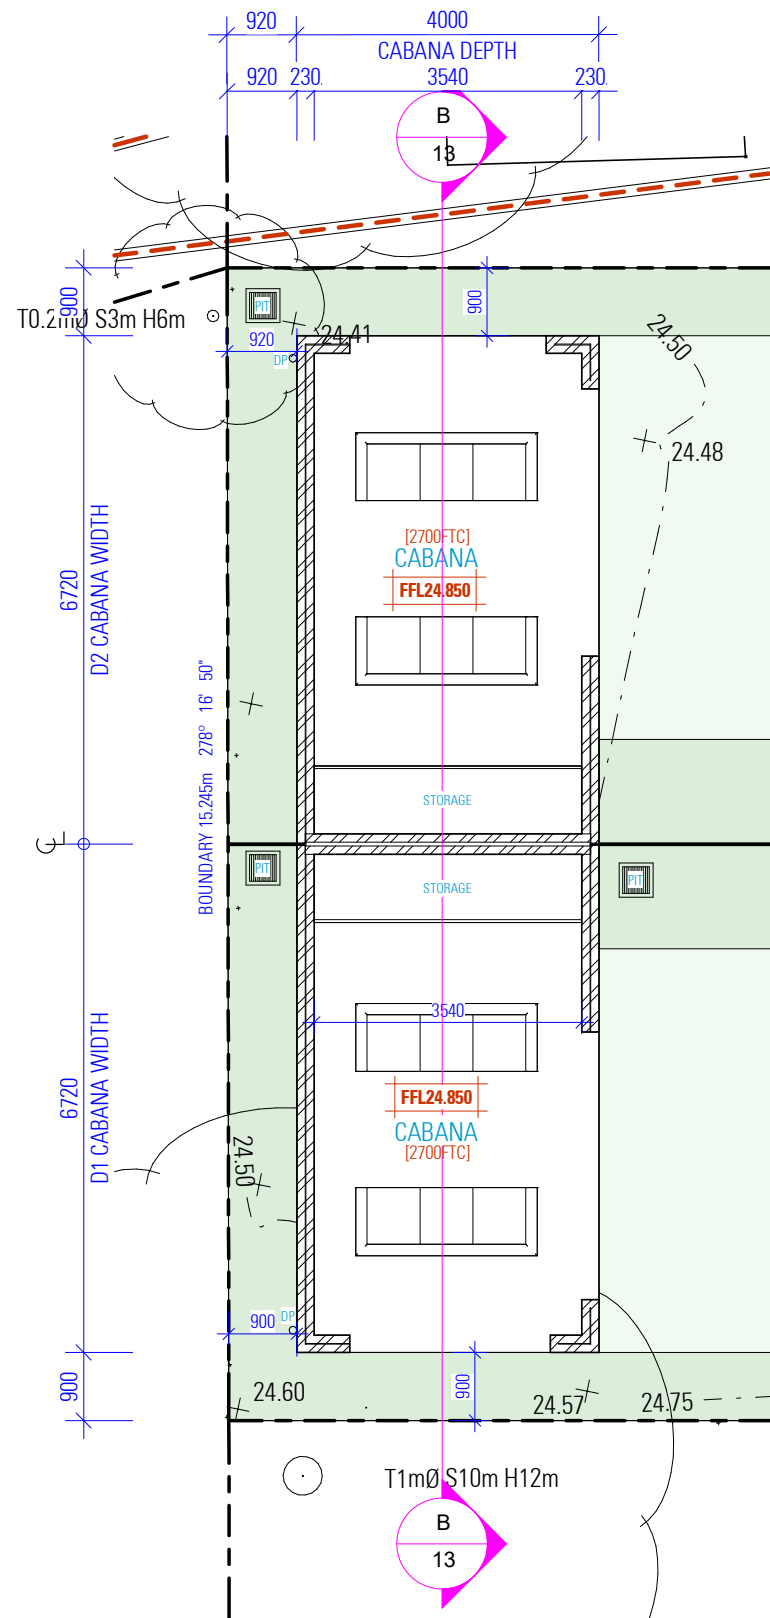 920 4000
CABANA DEPTH
920 230. 3540 230.
B
13
900
T0.2mØ S3m H6m
PIT
900
24.41
24.50
920
DP
24.48
[2700FTC]
CABANA
FFL24.850
6720
D2 CABANA WIDTH
BOUNDARY 15.245m 278° 16' 50"
STORAGE
CL
PIT
PIT
STORAGE
3540
6720
D1 CABANA WIDTH
FFL24.850
CABANA
[2700FTC]
24.50
900
DP
900
24.60
900
24.57
24.75
T1mØ S10m H12m
B
13